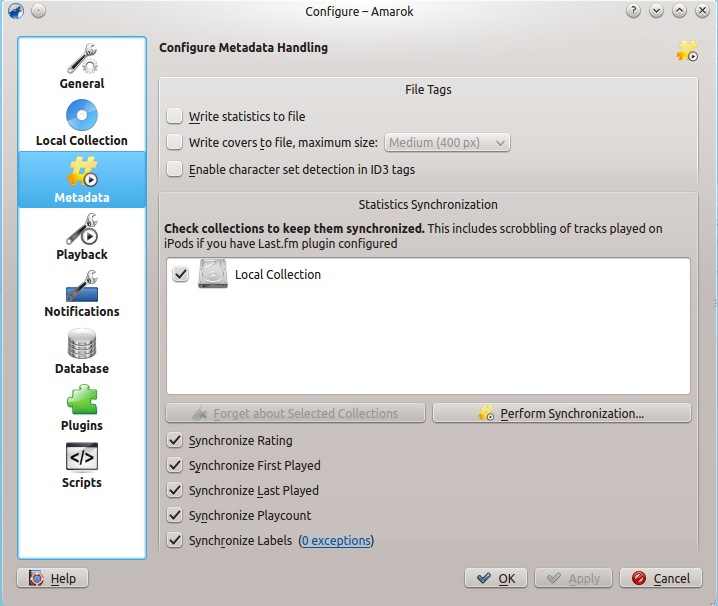 Configure – Amarok
General
Local Collection
Metadata
Playback
Notifications
Database
Plugins
Scripts
Configure Metadata Handling
File Tags
Write statistics to file
Write covers to file, maximum size: Medium (400 px)
Enable character set detection in ID3 tags
Statistics Synchronization
Check collections to keep them synchronized. This includes scrobbling of tracks played on
iPods if you have Last.fm plugin configured
Local Collection
Forget about Selected Collections
Perform Synchronization...
Synchronize Rating
Synchronize First Played
Synchronize Last Played
Synchronize Playcount
Synchronize Labels (0 exceptions)
Help
OK
Apply
Cancel